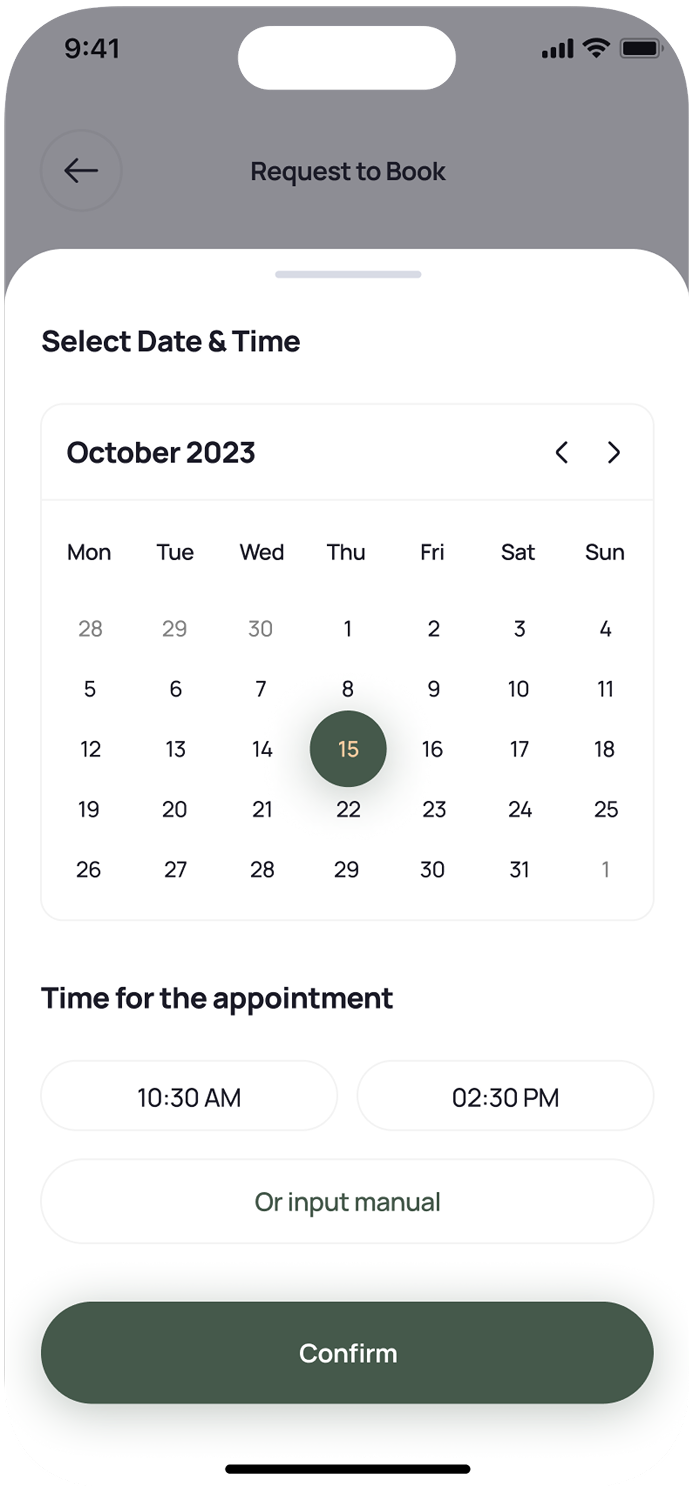 9:41
Request to Book
Select Date & Time
October 2023
Mon Tue Wed Thu Fri Sat Sun
28 29 30 1 2 3 4
5 6 7 8 9 10 11
12 13 14 15 16 17 18
19 20 21 22 23 24 25
26 27 28 29 30 31 1
Time for the appointment
10:30 AM 02:30 PM
Or input manual
Confirm